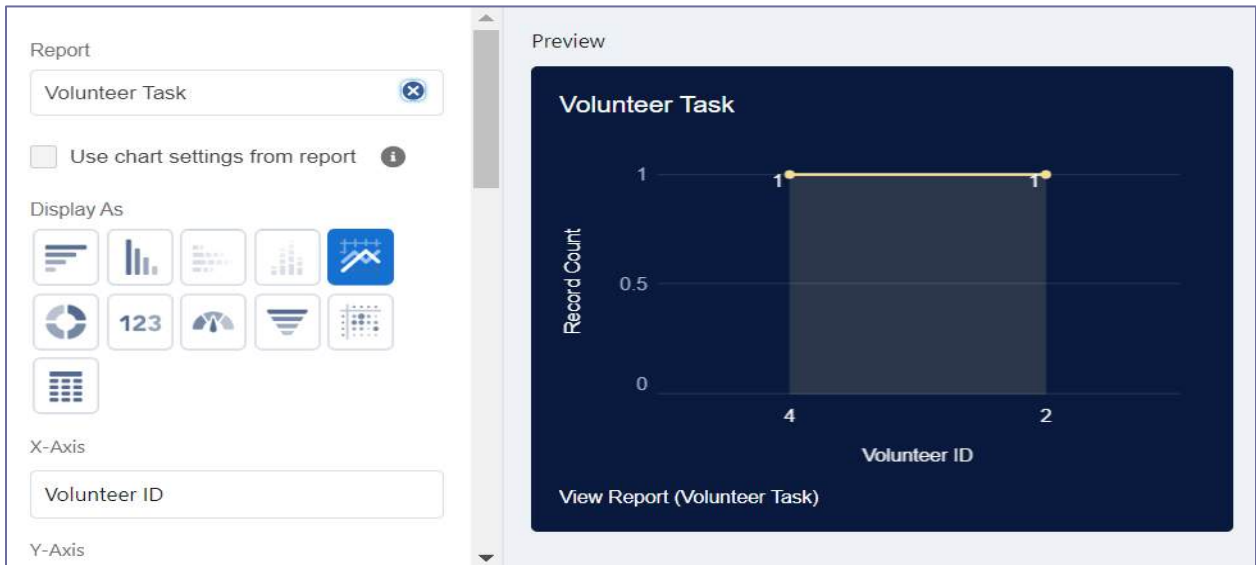 Report
Volunteer Task
Use chart settings from report
Display As
123
X-Axis
Volunteer ID
Y-Axis
Preview
Volunteer Task
1
1
1
0.5
0
Record Count
4
2
Volunteer ID
View Report (Volunteer Task)